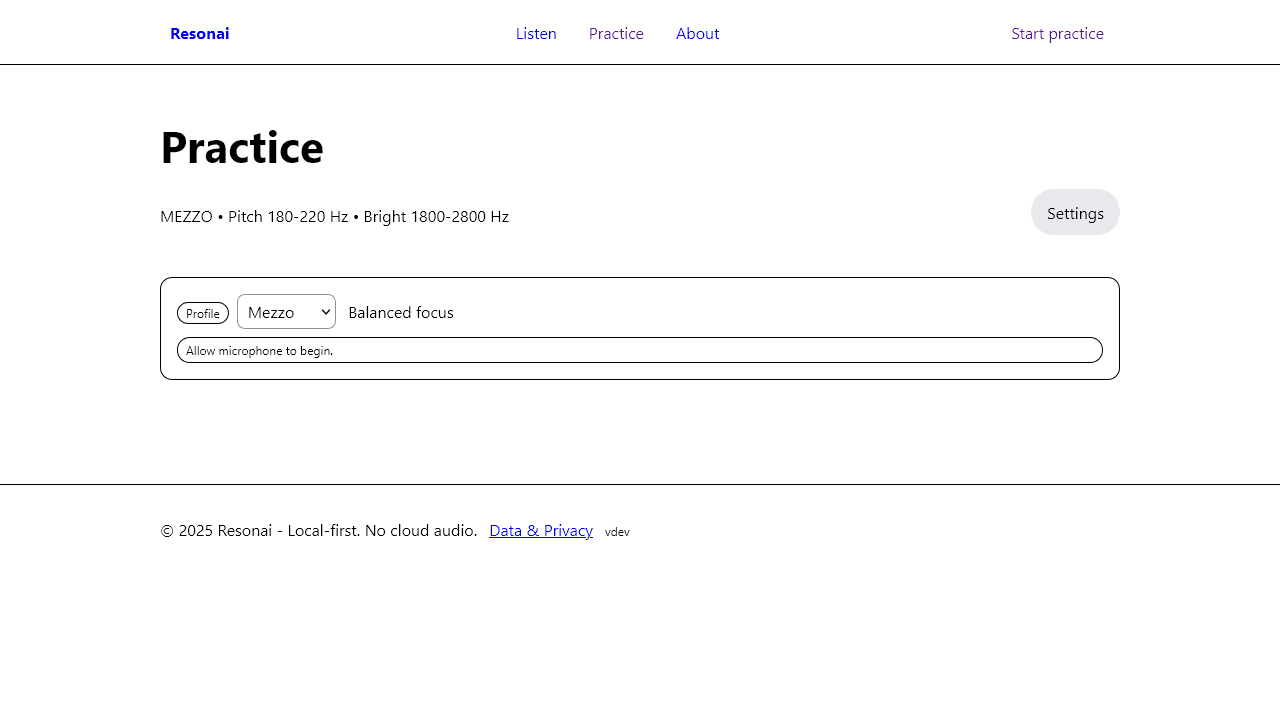 Resonai
Listen
Practice
About
Start practice
Practice
MEZZO • Pitch 180-220 Hz • Bright 1800-2800 Hz
Settings
Profile
Mezzo
Balanced focus
Allow microphone to begin.
© 2025 Resonai - Local-first. No cloud audio. Data & Privacy vdev